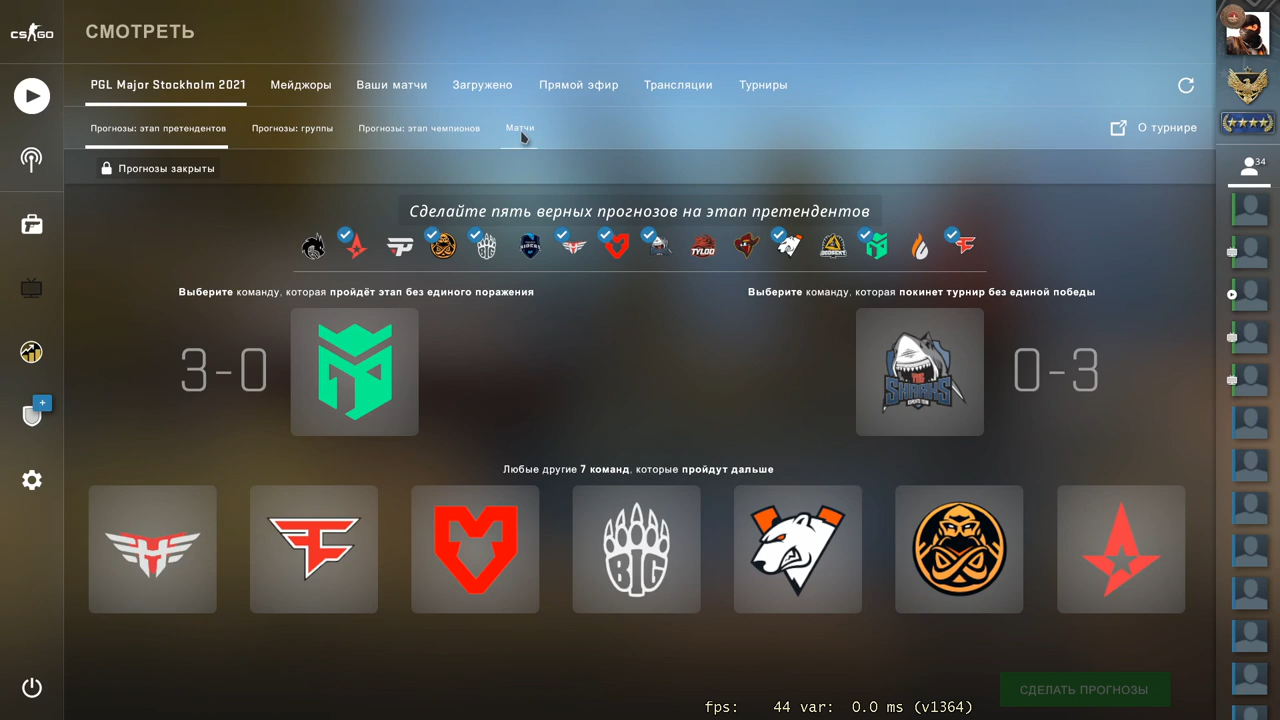 CS GO
СМОТРЕТЬ
PGL Major Stockholm 2021
Мейджоры
Ваши матчи
Загружено
Прямой эфир
Трансляции
Турниры
Прогнозы: этап претендентов
Прогнозы: группы
Прогнозы: этап чемпионов
Матчи
О турнире
Прогнозы закрыты
34
Сделайте пять верных прогнозов на этап претендентов
TYLOO
Выберите команду, которая пройдёт этап без единого поражения
Выберите команду, которая покинет турнир без единой победы
3-0
SHARKS
0-3
+
Любые другие 7 команд, которые пройдут дальше
BIG
СДЕЛАТЬ ПРОГНОЗЫ
fps: 44 var: 0.0 ms (v1364)